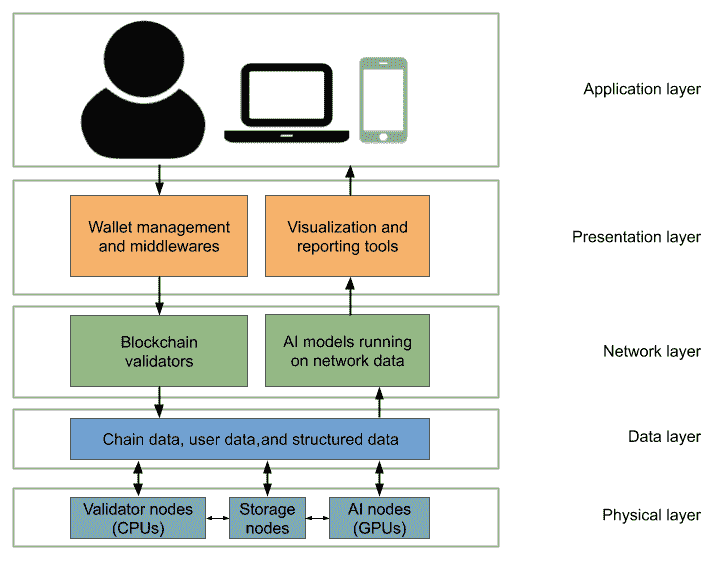 Application layer
Wallet management
and middlewares
Visualization and
reporting tools
Presentation layer
Blockchain
validators
AI models running
on network data
Network layer
Chain data, user data,and structured data
Data layer
Validator nodes
(CPUs)
Storage
nodes
AI nodes
(GPUs)
Physical layer